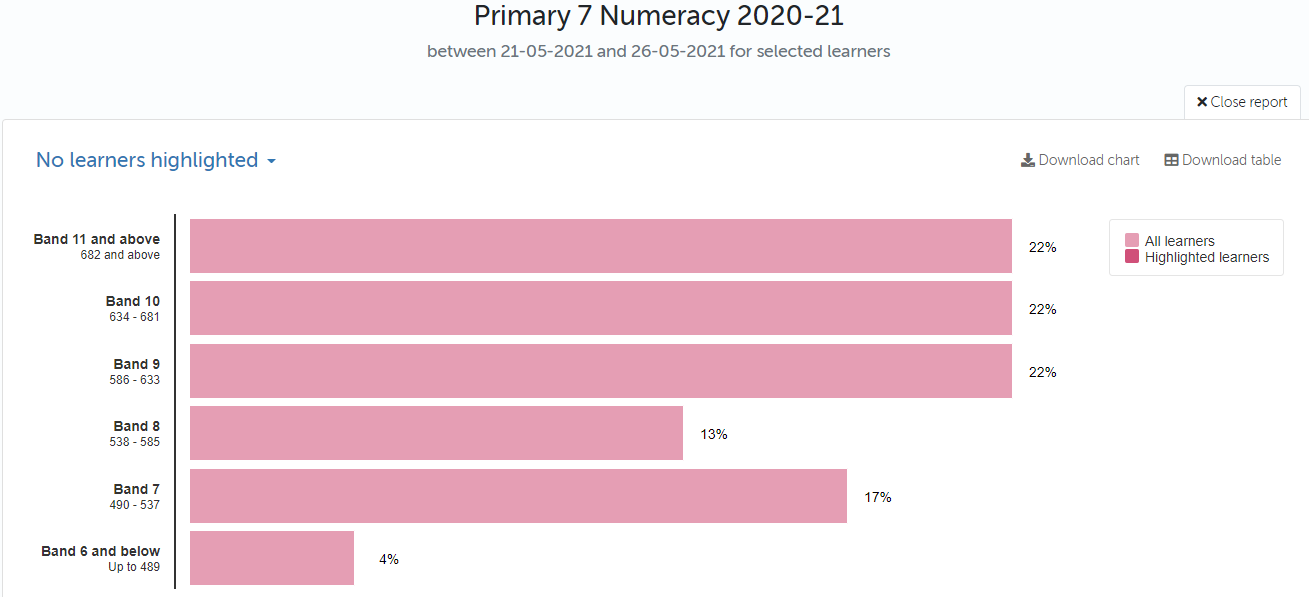 Primary 7 Numeracy 2020-21
between 21-05-2021 and 26-05-2021 for selected learners
Close report
No learners highlighted
Download chart
Download table
Band 11 and above
682 and above
22%
All learners
Highlighted learners
Band 10
634 - 681
22%
Band 9
586 - 633
22%
Band 8
538 - 585
13%
Band 7
490 - 537
17%
Band 6 and below
Up to 489
4%